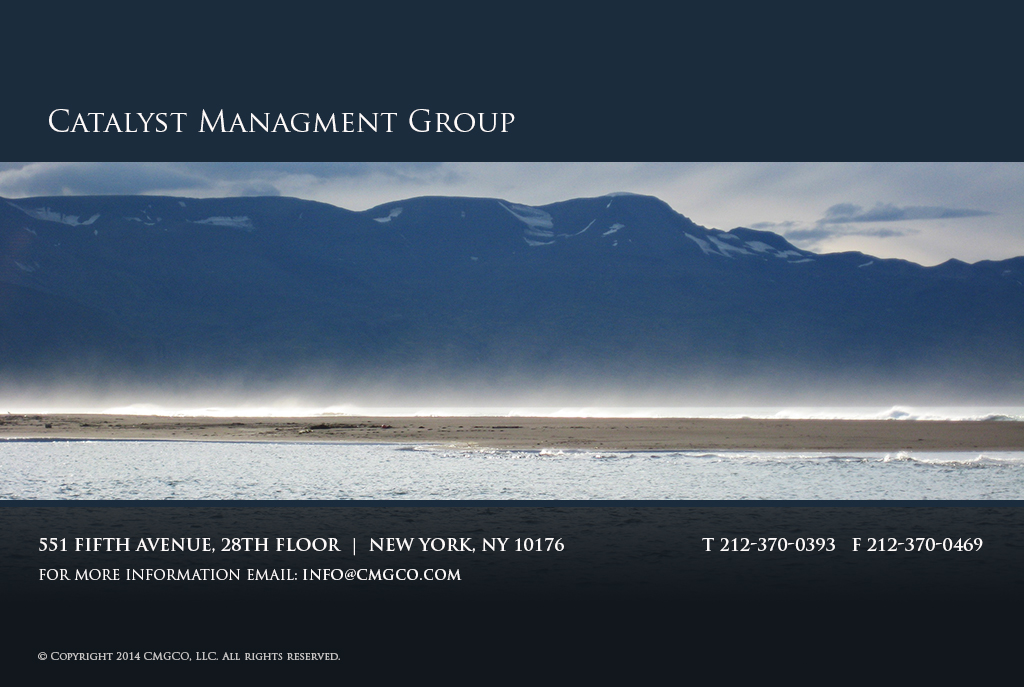 Catalyst Managment Group
551 FIFTH AVENUE, 28TH FLOOR | NEW YORK, NY 10176
T 212-370-0393 F 212-370-0469
FOR MORE INFORMATION EMAIL: INFO@CMGCO.COM
© Copyright 2014 CMGCO, LLC. All rights reserved.